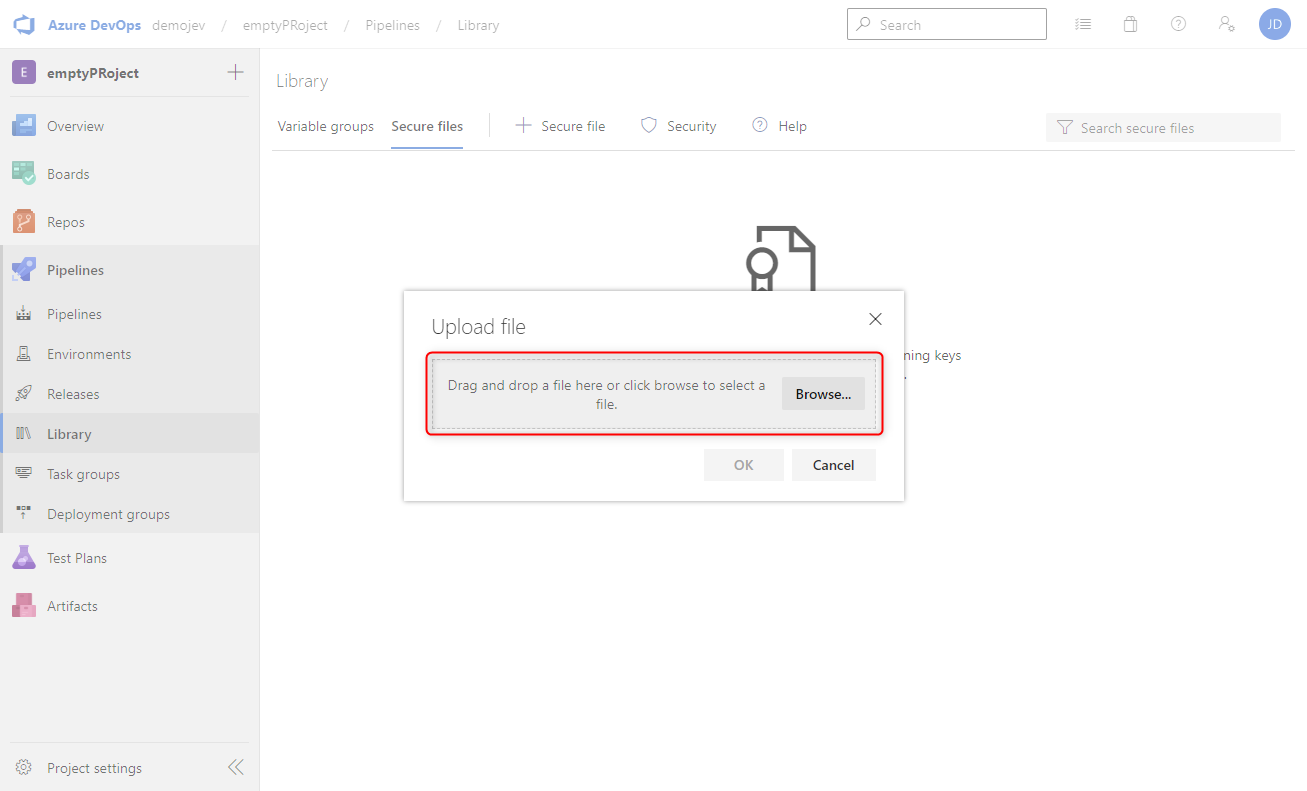 Azure DevOps demojev / emptyPRoject / Pipelines / Library
Search
JD
E emptyPRoject
Overview
Boards
Repos
Pipelines
Pipelines
Environments
Releases
Library
Task groups
Deployment groups
Test Plans
Artifacts
Project settings
Library
Variable groups Secure files Secure file Security Help
Search secure files
keys
Upload file
Drag and drop a file here or click browse to select a
file.
Browse...
OK Cancel